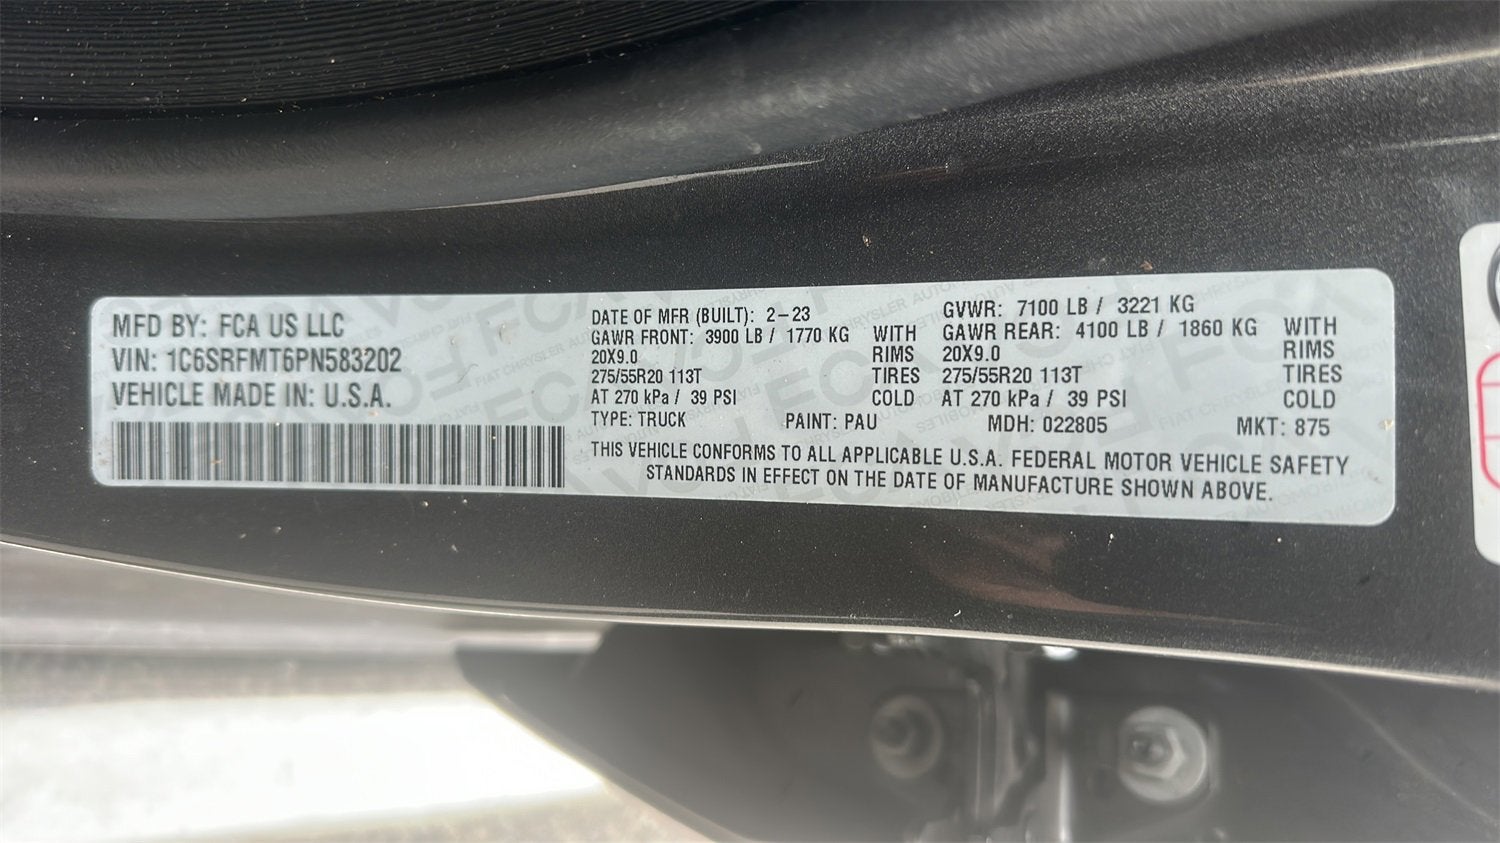 MFD BY: FCA US LLC
VIN: 1C6SRFMT6PN583202
VEHICLE MADE IN: U.S.A.
DATE OF MFR (BUILT): 2-23 GVWR: 7100 LB / 3221 KG
GAWR FRONT: 3900 LB / 1770 KG WITH GAWR REAR: 4100 LB / 1860 KG WITH
20X9.0 RIMS 20X9.0 RIMS
275/55R20 113T TIRES 275/55R20 113T TIRES
AT 270 kPa / 39 PSI COLD AT 270 kPa / 39 PSI COLD
TYPE: TRUCK PAINT: PAU MDH: 022805 MKT: 875
THIS VEHICLE CONFORMS TO ALL APPLICABLE U.S.A. FEDERAL MOTOR VEHICLE SAFETY
STANDARDS IN EFFECT ON THE DATE OF MANUFACTURE SHOWN ABOVE.